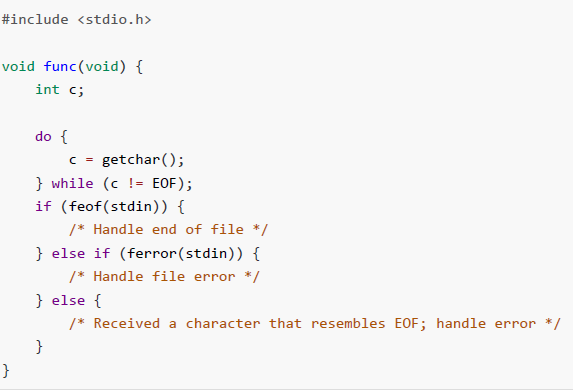 #include <stdio.h>
void func(void) {
int c;
do {
c = getchar();
} while (c != EOF);
if (feof(stdin)) {
/* Handle end of file */
} else if (ferror(stdin)) {
/* Handle file error */
} else {
/* Received a character that resembles EOF; handle error */
}
}